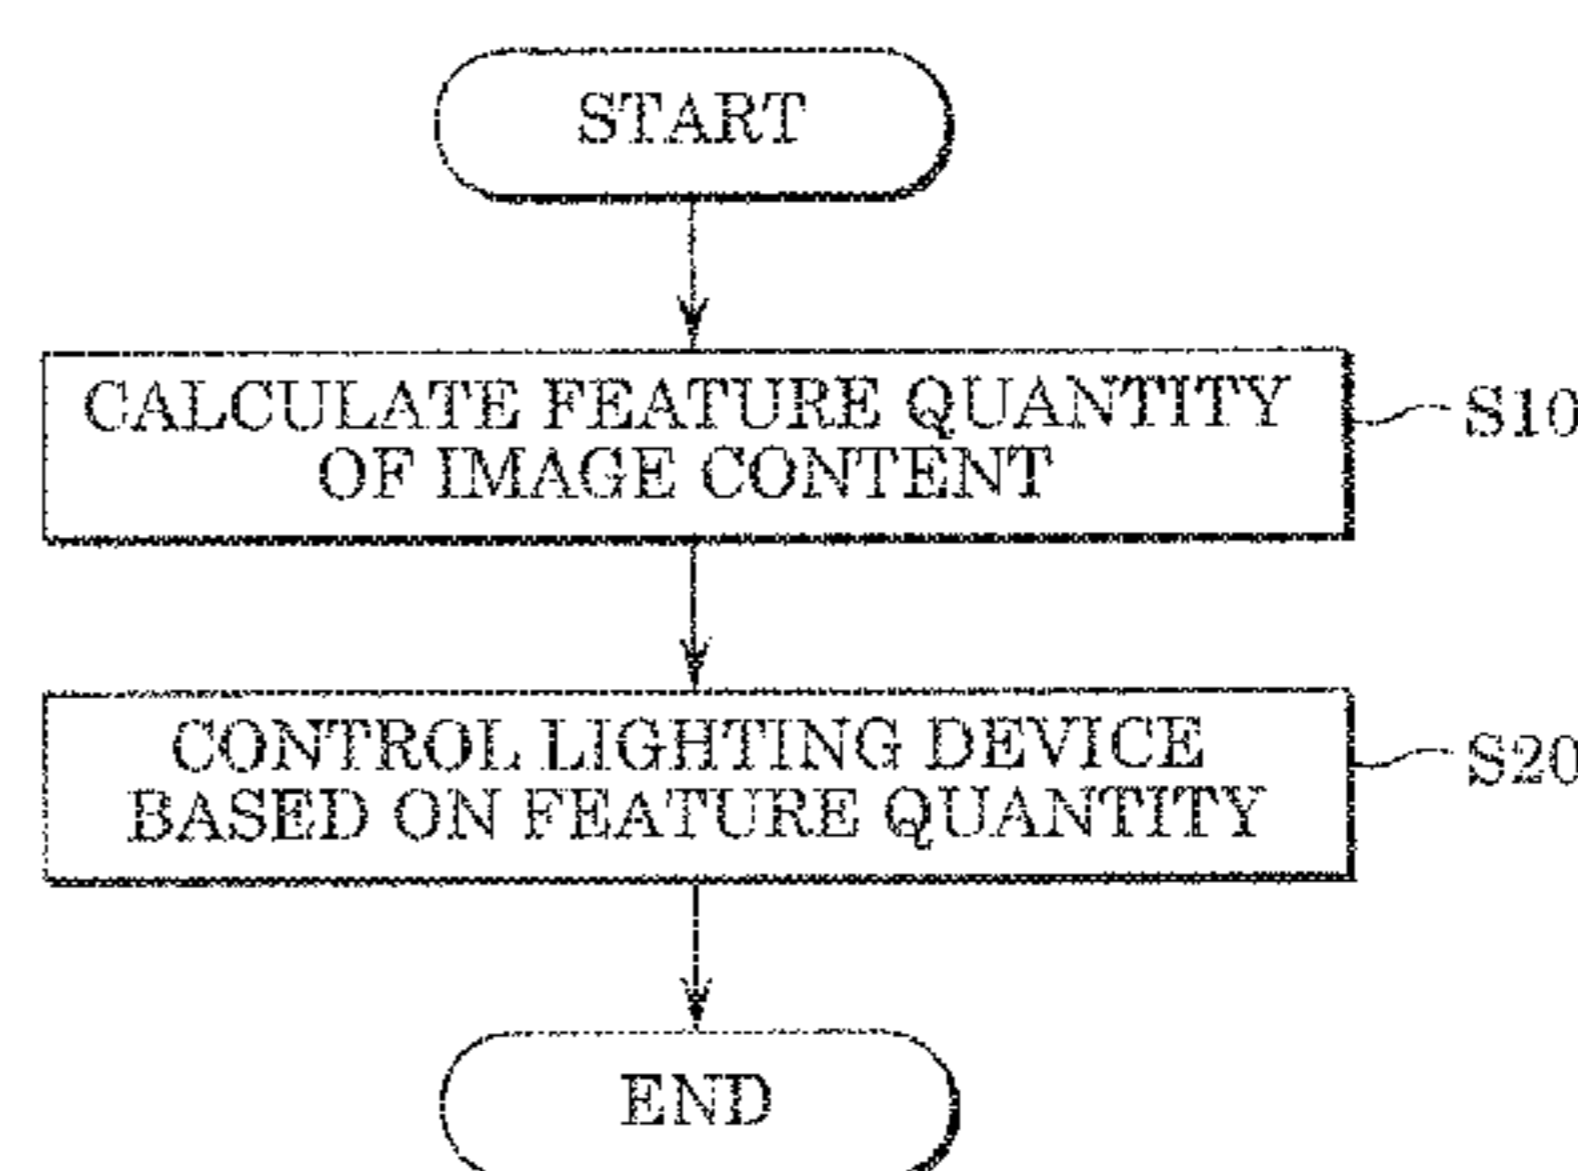 START
CALCULATE FEATURE QUANTITY
OF IMAGE CONTENT
S10
CONTROL LIGHTING DEVICE
BASED ON FEATURE QUANTITY
S20
END